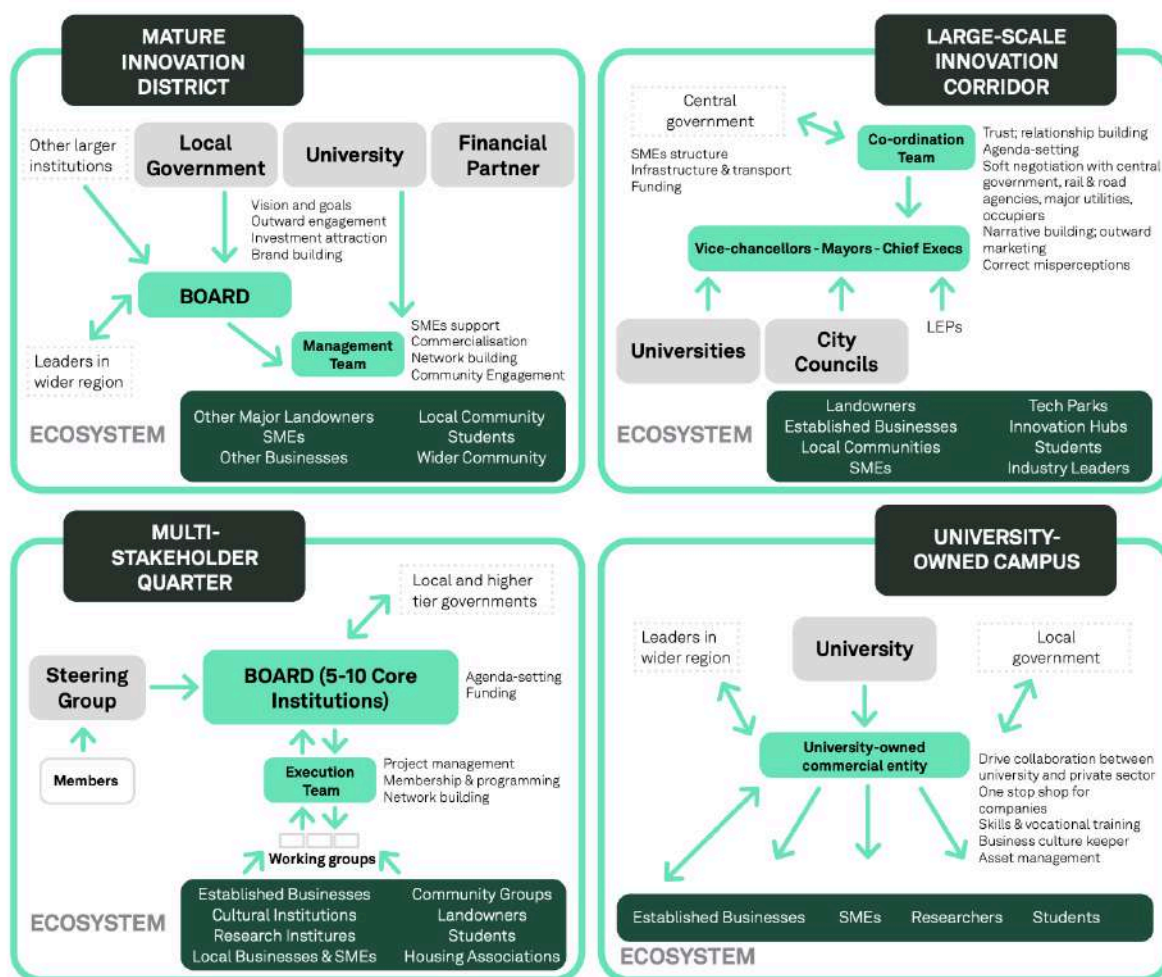 MATURE
INNOVATION
DISTRICT
Other larger
institutions
Local
Government
University
Financial
Partner
Vision and goals
Outward engagement
Investment attraction
Brand building
BOARD
Leaders in
wider region
Management
Team
SMEs support
Commercialisation
Network building
Community Engagement
ECOSYSTEM
Other Major Landowners
SMEs
Other Businesses
Local Community
Students
Wider Community
LARGE-SCALE
INNOVATION
CORRIDOR
Central
government
SMEs structure
Infrastructure & transport
Funding
Co-ordination
Team
Trust; relationship building
Agenda-setting
Soft negotiation with central
government, rail & road
agencies, major utilities,
occupiers
Narrative building; outward
marketing
Correct misperceptions
Vice-chancellors - Mayors - Chief Execs
Universities
City
Councils
LEPs
ECOSYSTEM
Landowners
Established Businesses
Local Communities
SMEs
Tech Parks
Innovation Hubs
Students
Industry Leaders
MULTI-
STAKEHOLDER
QUARTER
Local and higher
tier governments
Steering
Group
BOARD (5-10 Core
Institutions)
Agenda-setting
Funding
Members
Execution
Team
Project management
Membership & programming
Network building
Working groups
ECOSYSTEM
Established Businesses
Cultural Institutions
Research Institures
Local Businesses & SMEs
Community Groups
Landowners
Students
Housing Associations
UNIVERSITY-
OWNED CAMPUS
Leaders in
wider region
University
Local
government
University-owned
commercial entity
Drive collaboration between
university and private sector
One stop shop for
companies
Skills & vocational training
Business culture keeper
Asset management
Established Businesses
SMEs
Researchers
Students
ECOSYSTEM